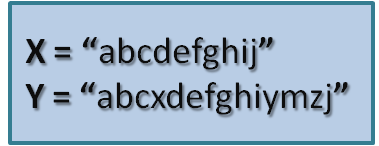 X = “abcdefghij”
Y = “abcxdefghiymzj”